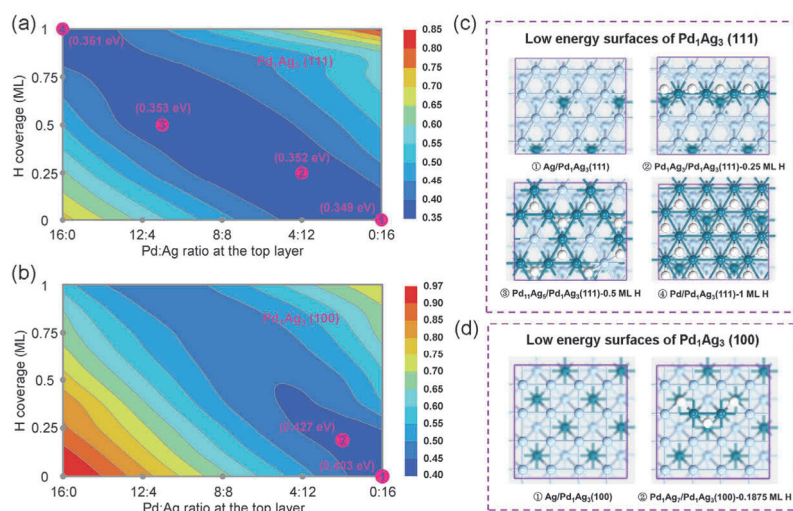 (a)
1
0.75
0.5
0.25
0
16:0
12:4
8:8
4:12
0:16
H coverage (ML)
Pd:Ag ratio at the top layer
Pd₁Ag₃ (111)
④
(0.361 eV)
(0.353 eV)
③
(0.352 eV)
②
(0.349 eV)
①
0.85
0.80
0.75
0.70
0.65
0.60
0.55
0.50
0.45
0.40
0.35
(b)
1
0.75
0.5
0.25
0
16:0
12:4
8:8
4:12
0:16
H coverage (ML)
Pd:Ag ratio at the top layer
Pd₁Ag₃ (100)
(0.427 eV)
②
(0.403 eV)
①
0.97
0.90
0.85
0.80
0.75
0.70
0.65
0.60
0.55
0.50
0.45
0.40
(c)
Low energy surfaces of Pd₁Ag₃ (111)
① Ag/Pd₁Ag₃(111)
② Pd₁Ag₃/Pd₁Ag₃(111)-0.25 ML H
③ Pd₁₁Ag₅/Pd₁Ag₃(111)-0.5 ML H
④ Pd/Pd₁Ag₃(111)-1 ML H
(d)
Low energy surfaces of Pd₁Ag₃ (100)
① Ag/Pd₁Ag₃(100)
② Pd₁Ag₇/Pd₁Ag₃(100)-0.1875 ML H